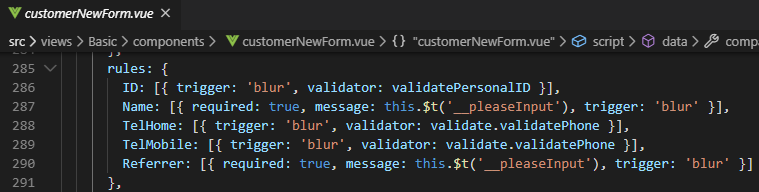 customerNewForm.vue ×
src > views > Basic > components > customerNewForm.vue > {} "customerNewForm.vue" > script > data > compa
285 rules: {
286 ID: [{ trigger: 'blur', validator: validatePersonalID }],
287 Name: [{ required: true, message: this.$t('__pleaseInput'), trigger: 'blur' }],
288 TelHome: [{ trigger: 'blur', validator: validate.validatePhone }],
289 TelMobile: [{ trigger: 'blur', validator: validate.validatePhone }],
290 Referrer: [{ required: true, message: this.$t('__pleaseInput'), trigger: 'blur' }]
291 },